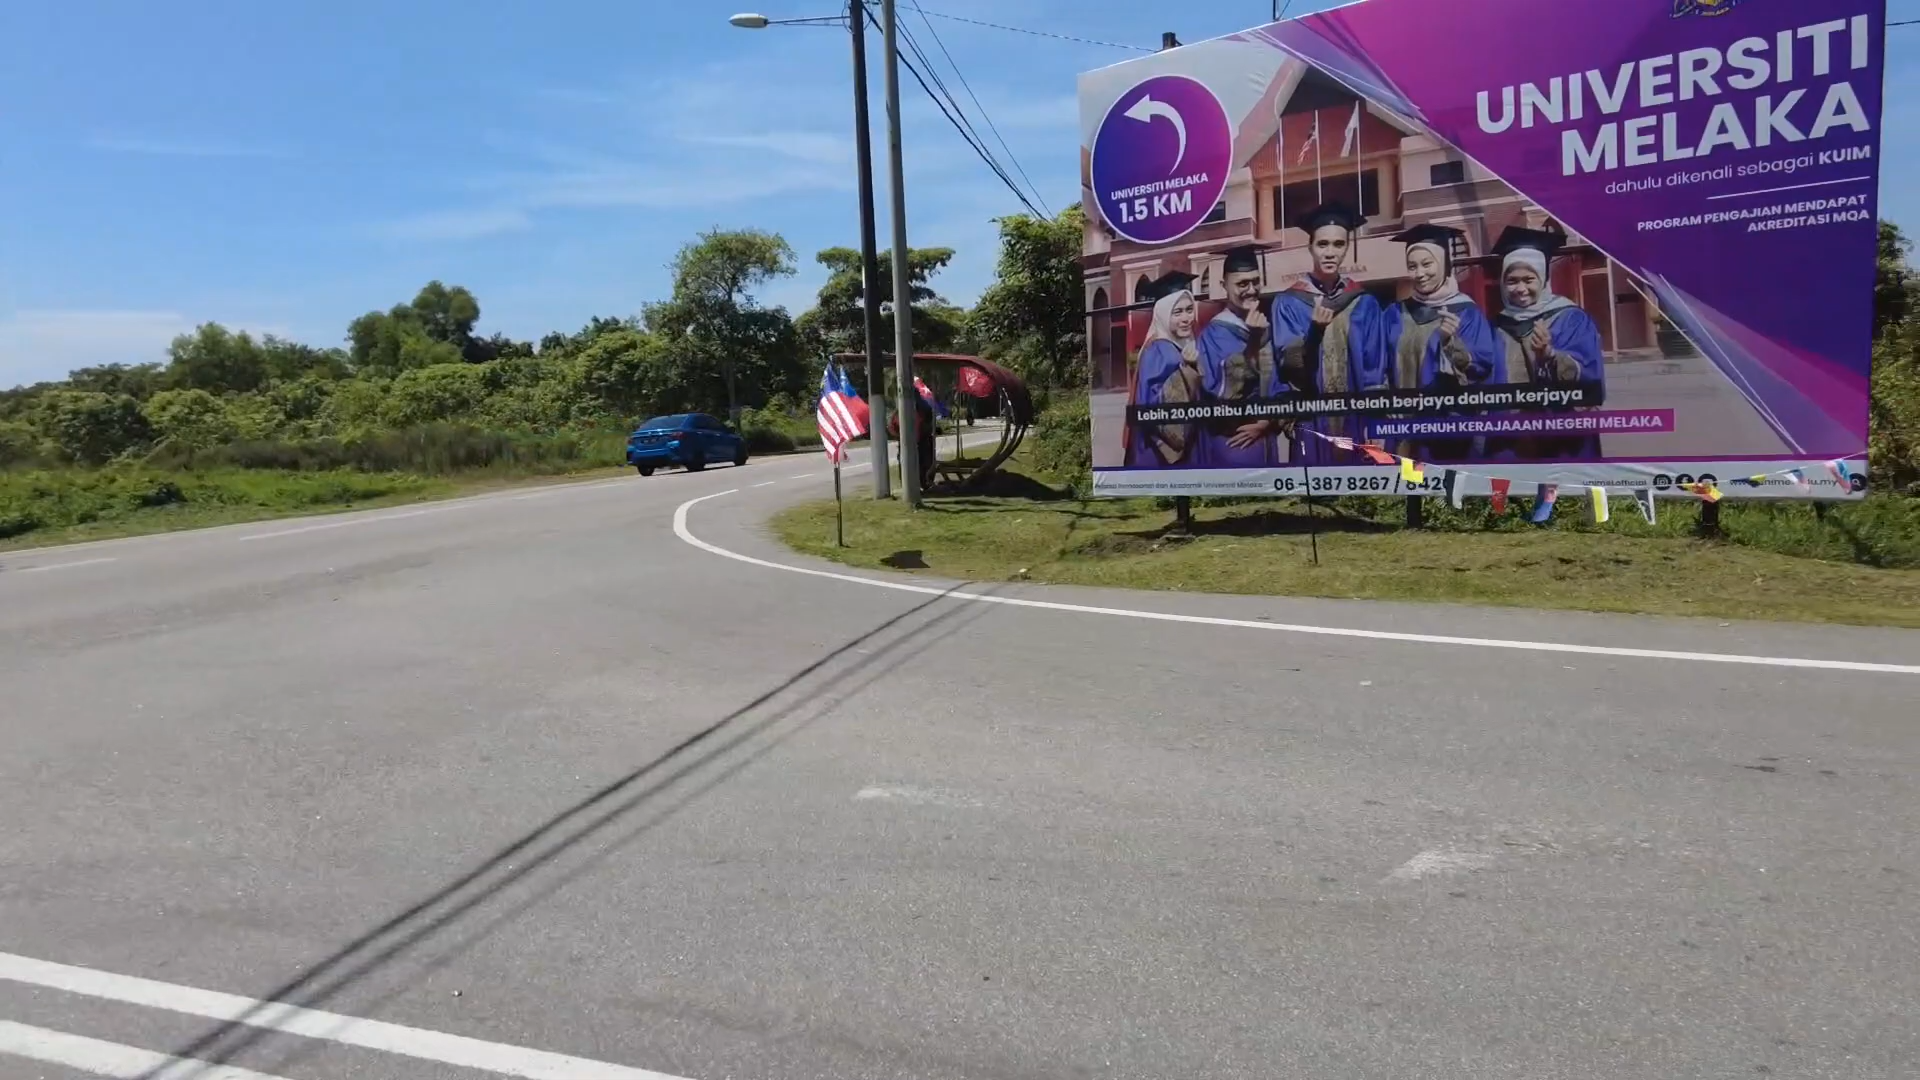 UNIVERSITI
MELAKA
dahulu dikenali sebagai KUIM
PROGRAM PENGAJIAN MENDAPAT
AKREDITASI MQA
UNIVERSITI MELAKA
1.5 KM
Lebih 20,000 Ribu Alumni UNIMEL telah berjaya dalam kerjaya
MILIK PENUH KERAJAAAN NEGERI MELAKA
06 - 387 8267 / 842
unimelofficial